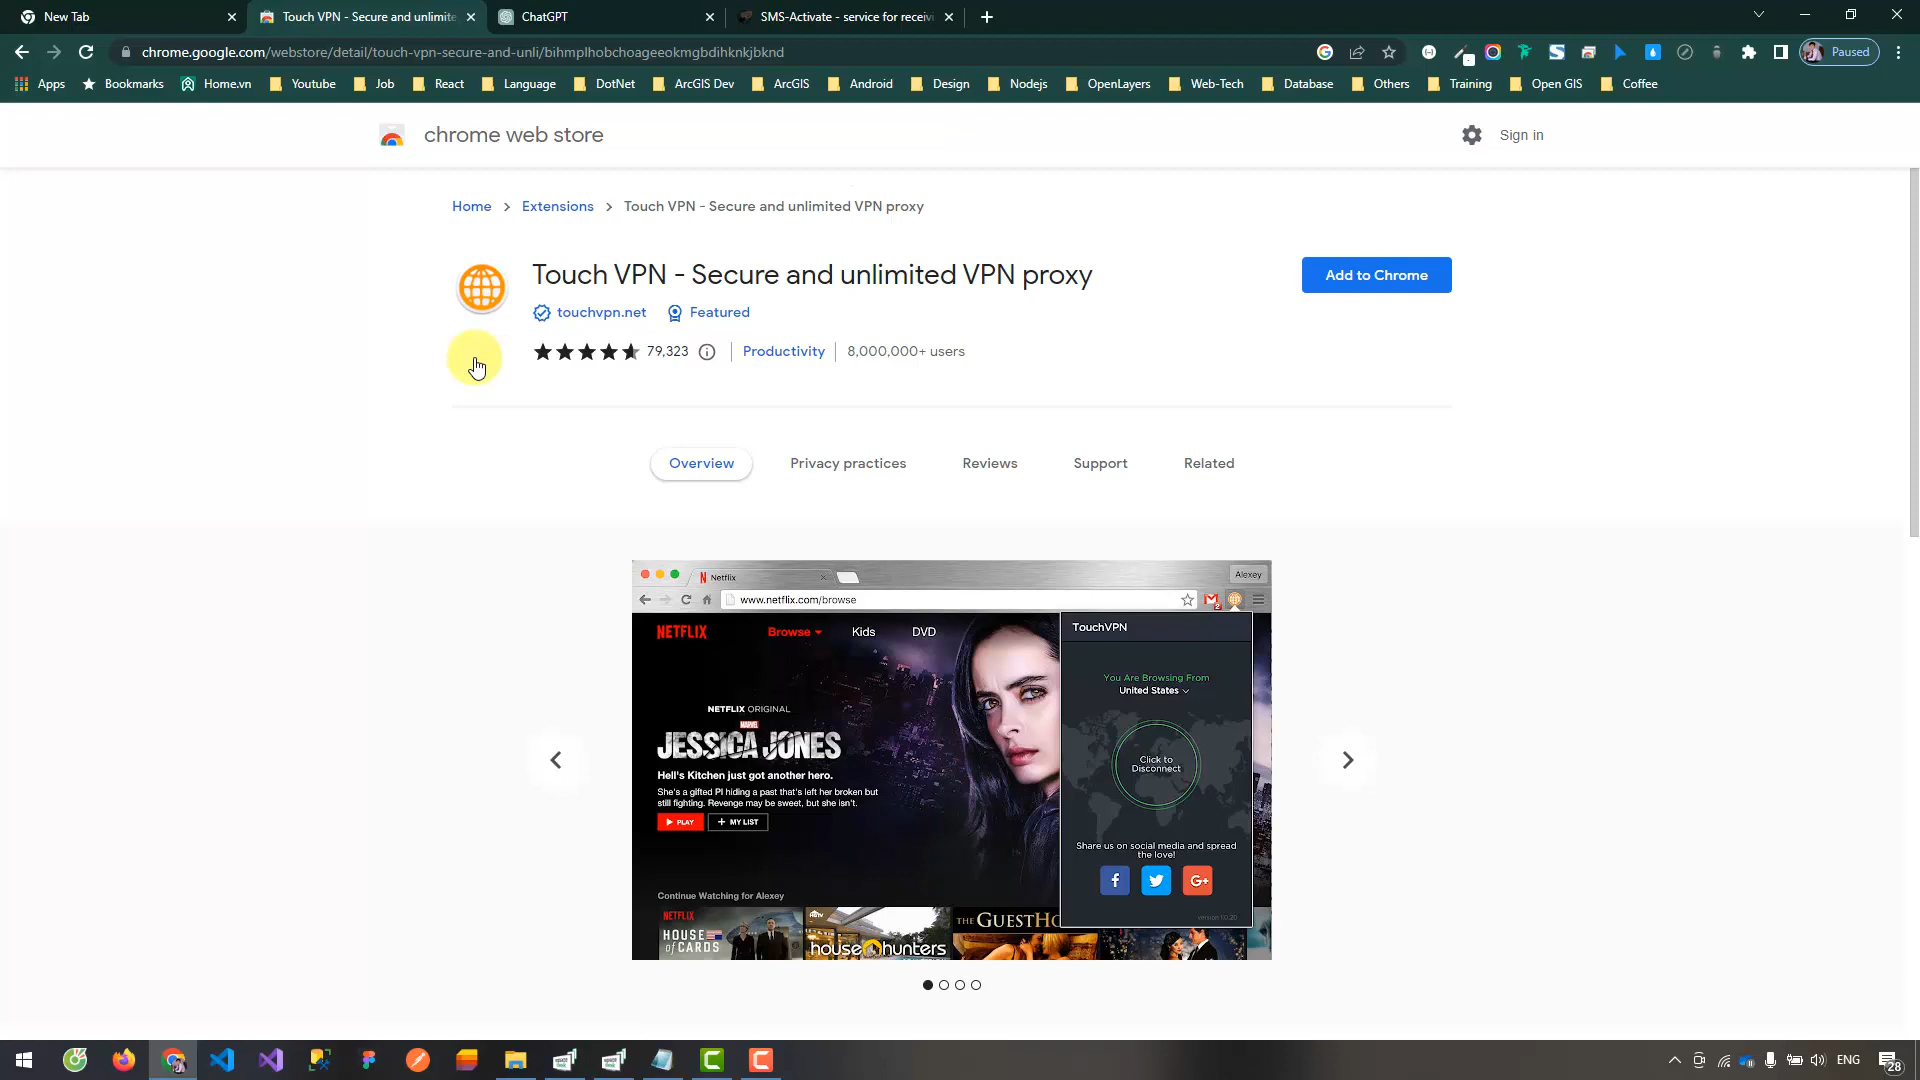 New Tab
Touch VPN - Secure and unlimite
ChatGPT
SMS-Activate - service for receivi
chrome.google.com/webstore/detail/touch-vpn-secure-and-unli/bihmplhobchoageeokmgbdihknkjbknd
Paused
Apps
Bookmarks
Home.vn
Youtube
Job
React
Language
DotNet
ArcGIS Dev
ArcGIS
Android
Design
Nodejs
OpenLayers
Web-Tech
Database
Others
Training
Open GIS
Coffee
chrome web store
Sign in
Home > Extensions > Touch VPN - Secure and unlimited VPN proxy
Touch VPN - Secure and unlimited VPN proxy
Add to Chrome
touchvpn.net
Featured
79,323
Productivity
8,000,000+ users
Overview
Privacy practices
Reviews
Support
Related
Netflix
Alexey
www.netflix.com/browse
NETFLIX
Browse
Kids
DVD
TouchVPN
You Are Browsing From
United States
Click to
Disconnect
NETFLIX ORIGINAL
MARVEL
JESSICA JONES
Hell's Kitchen just got another hero.
She's a gifted PI hiding a past that's left her broken but
still fighting. Revenge may be sweet, but she isn't.
PLAY
MY LIST
Share us on social media and spread
the love!
f
G+
version 1.0.20
Continue Watching for Alexey
NETFLIX
HOUSE
of CARDS
HGTV
house hunters
THE GUESTHO
ENG
28